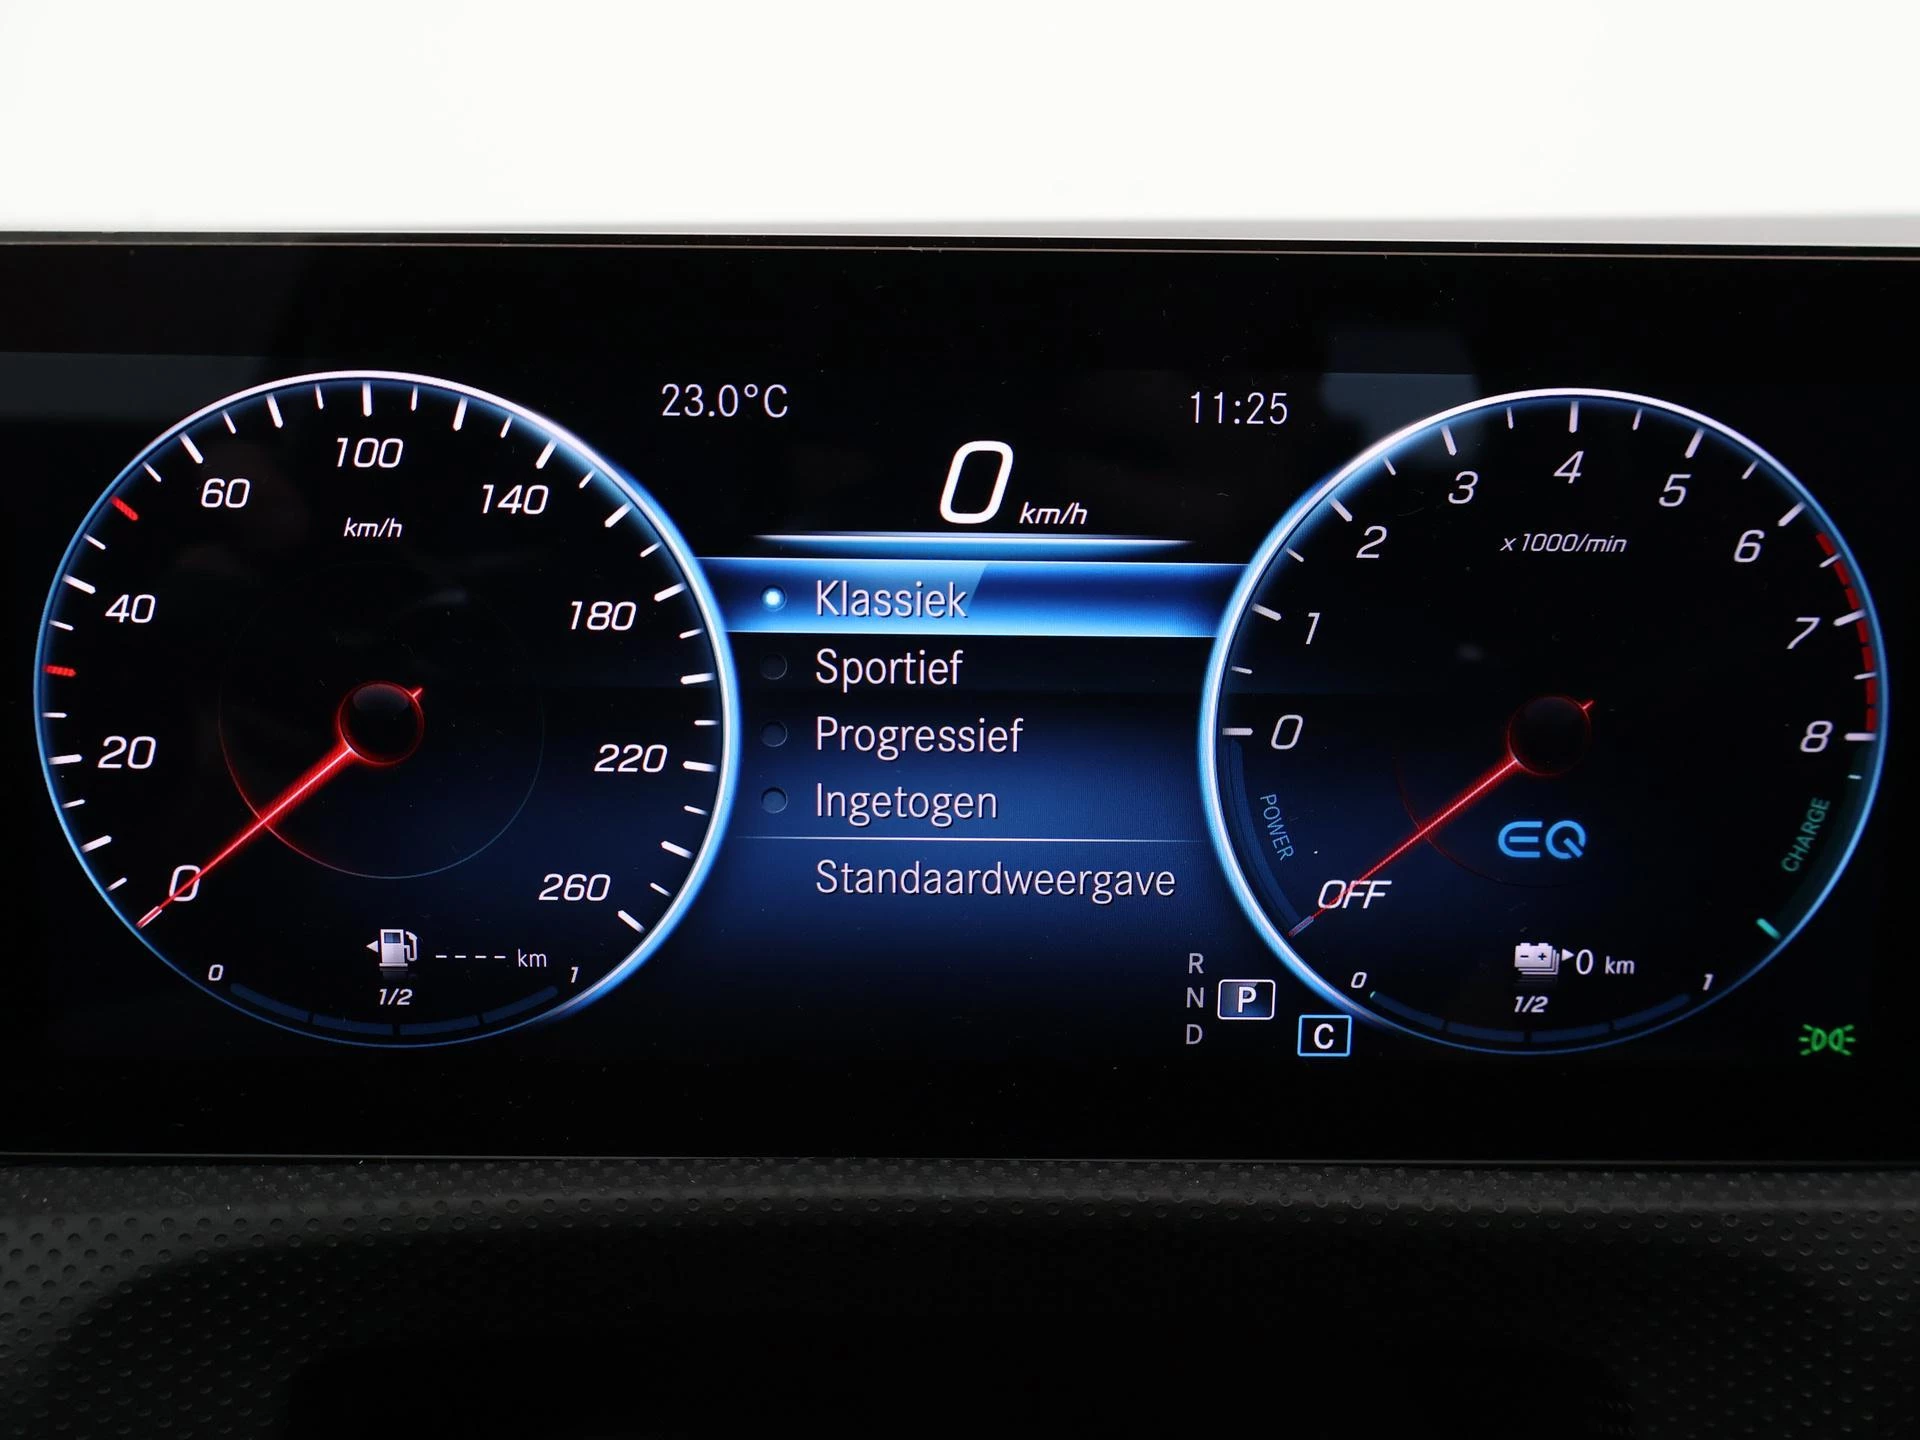 23.0°C
11:25
0 km/h
0
20
40
60
100
140
180
220
260
km/h
---- km
0
1/2
1
Klassiek
Sportief
Progressief
Ingetogen
Standaardweergave
R
N
D
P
C
OFF
0
1
2
3
4
5
6
7
8
x1000/min
POWER
CHARGE
EQ
0 km
0
1/2
1